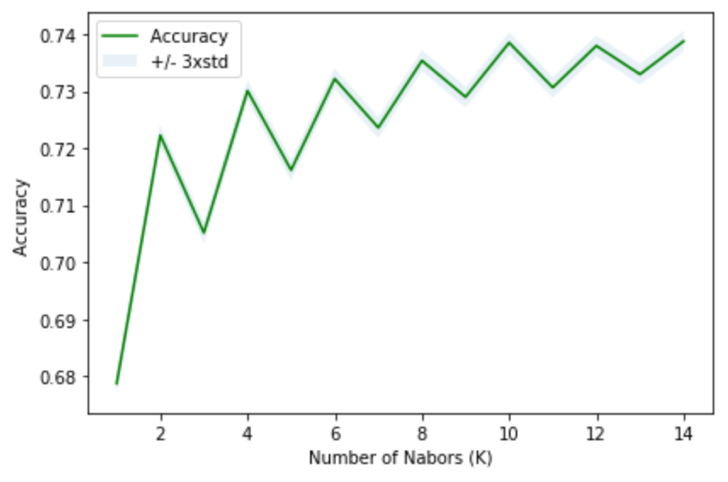 Accuracy
+/- 3xstd
0.74
0.73
0.72
0.71
0.70
0.69
0.68
Accuracy
2 4 6 8 10 12 14
Number of Nabors (K)